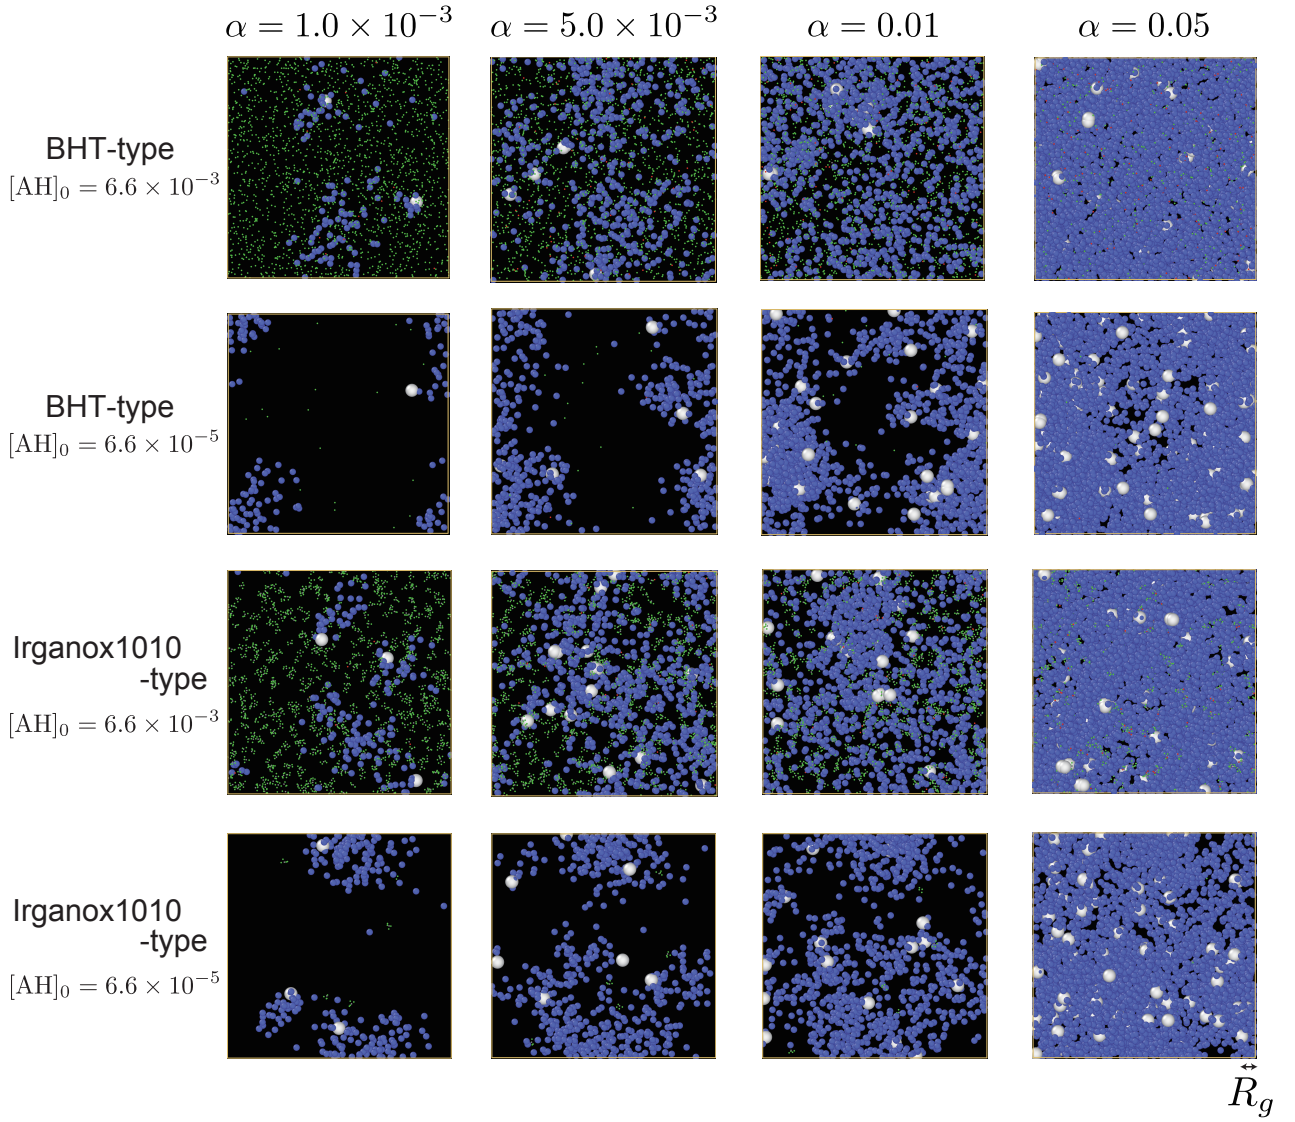 α = 1.0 × 10⁻³ α = 5.0 × 10⁻³ α = 0.01 α = 0.05
BHT-type
[AH]₀ = 6.6 × 10⁻³
BHT-type
[AH]₀ = 6.6 × 10⁻⁵
Irganox1010
-type
[AH]₀ = 6.6 × 10⁻³
Irganox1010
-type
[AH]₀ = 6.6 × 10⁻⁵
R_g